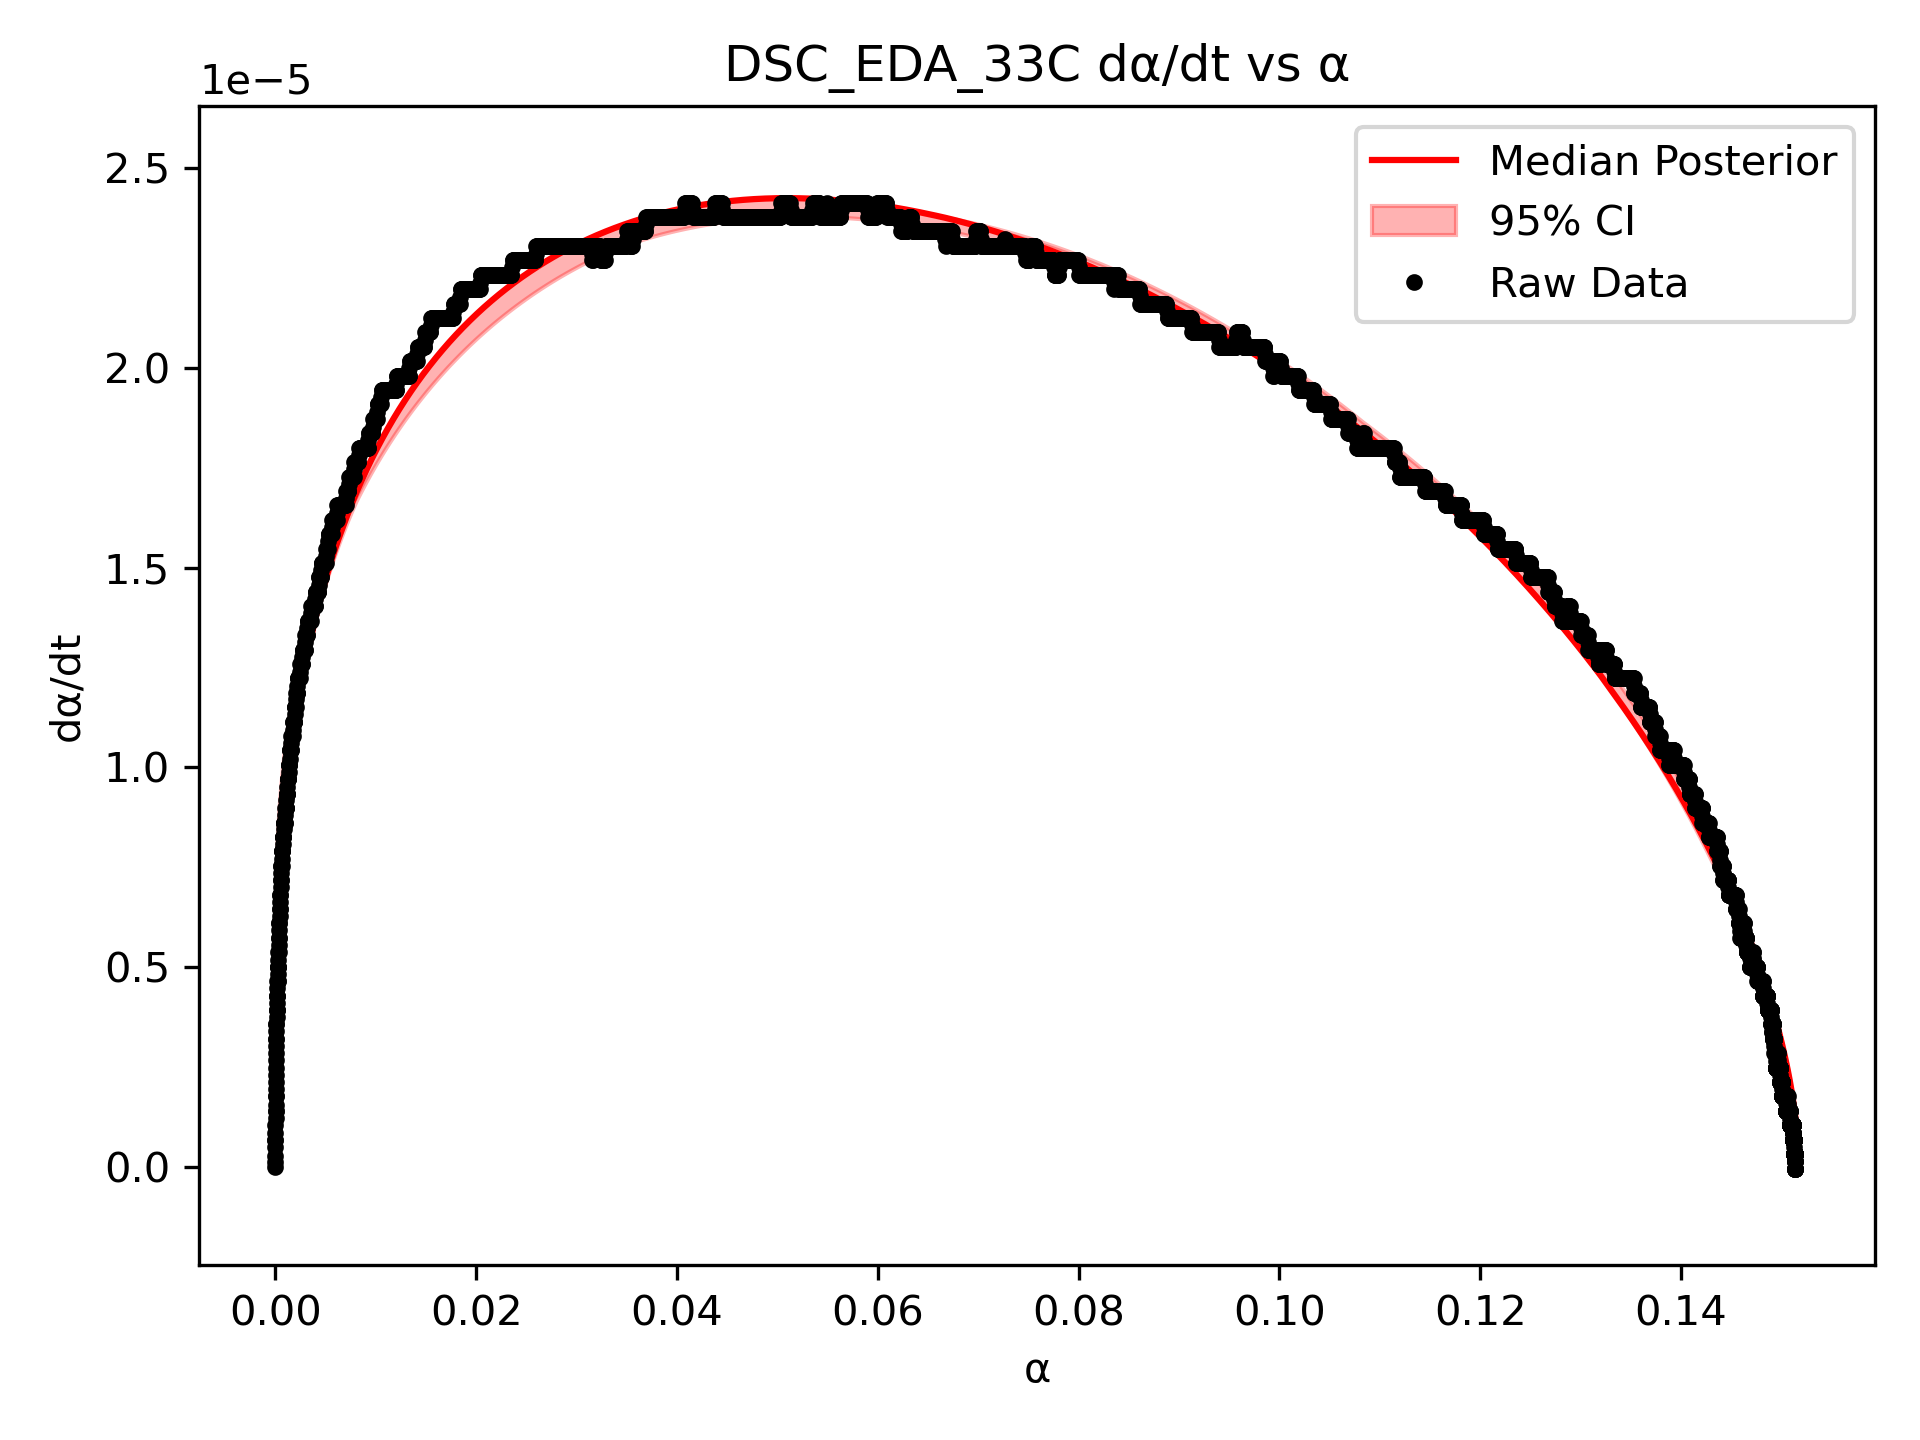 DSC_EDA_33C dα/dt vs α
1e−5
Median Posterior
95% CI
Raw Data
2.5
2.0
1.5
1.0
0.5
0.0
dα/dt
0.00 0.02 0.04 0.06 0.08 0.10 0.12 0.14
α